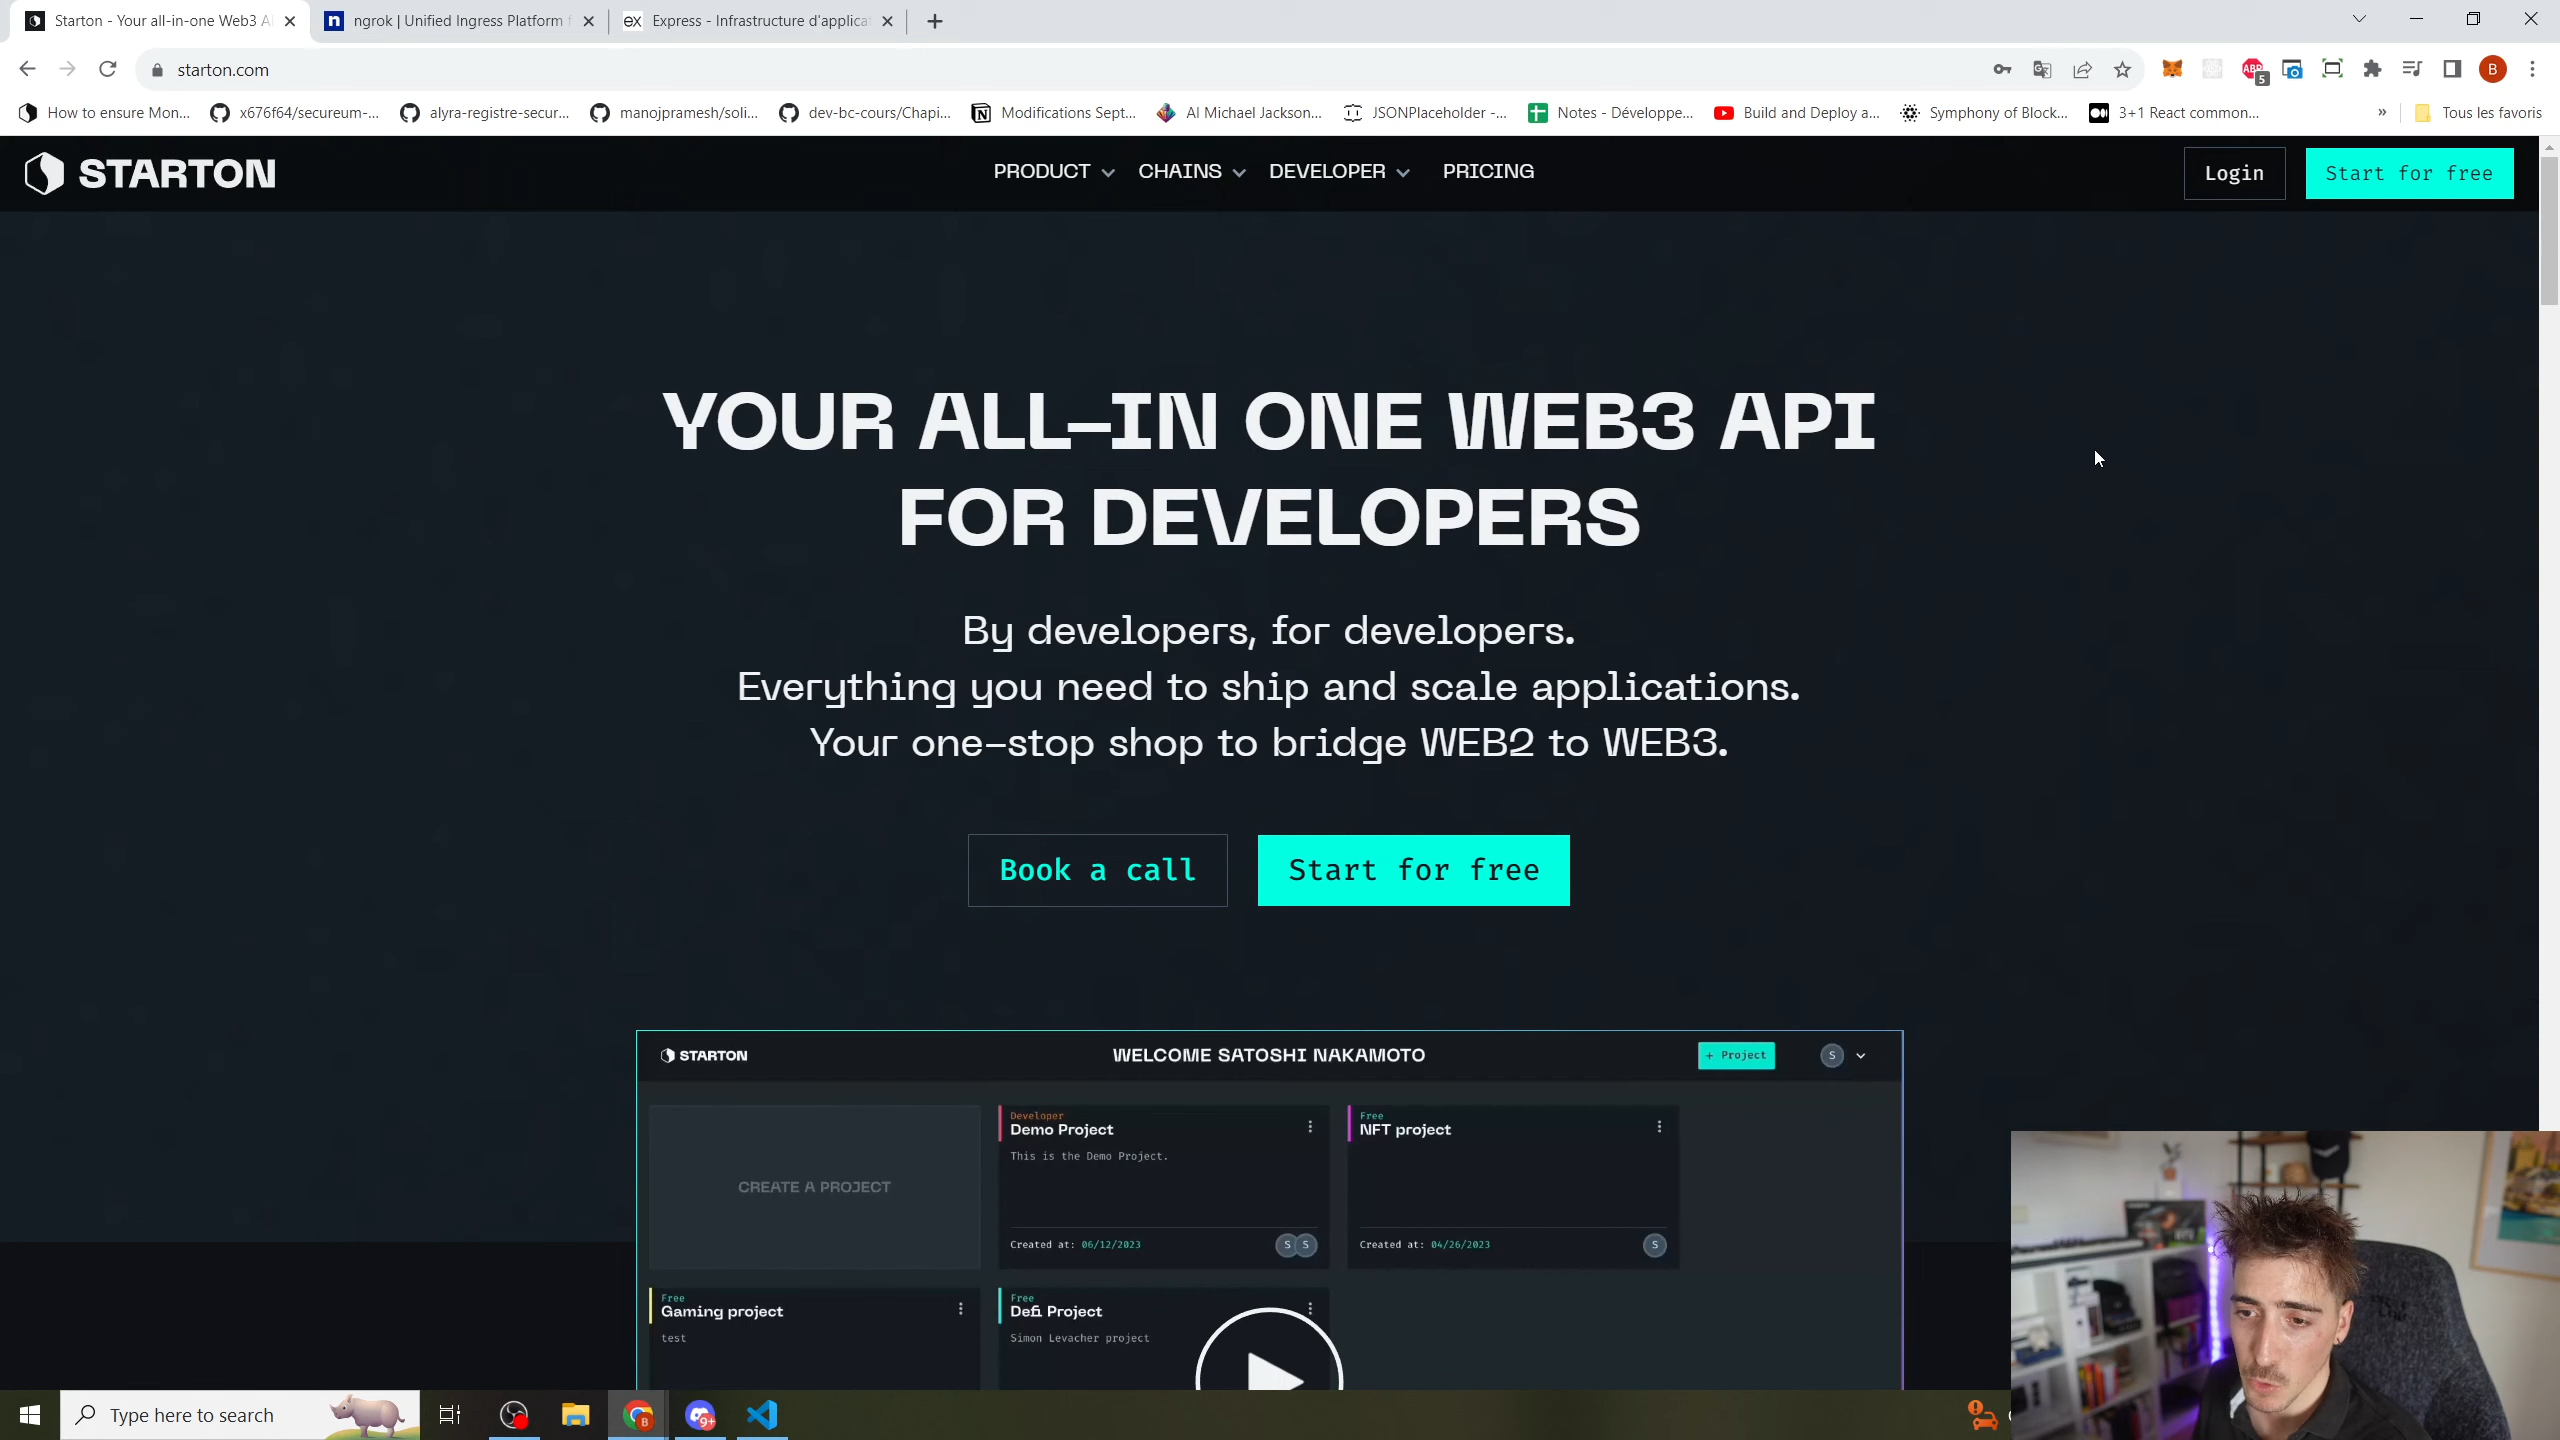 Starton - Your all-in-one Web3 A
ngrok | Unified Ingress Platform f
Express - Infrastructure d'applicat
starton.com
ABP
5
B
How to ensure Mon...
x676f64/secureum-...
alyra-registre-secur...
manojpramesh/soli...
dev-bc-cours/Chapi...
Modifications Sept...
AI Michael Jackson...
JSONPlaceholder -...
Notes - Développe...
Build and Deploy a...
Symphony of Block...
3+1 React common...
»
Tous les favoris
STARTON
PRODUCT
CHAINS
DEVELOPER
PRICING
Login
Start for free
YOUR ALL-IN ONE WEB3 API
FOR DEVELOPERS
By developers, for developers.
Everything you need to ship and scale applications.
Your one-stop shop to bridge WEB2 to WEB3.
Book a call
Start for free
STARTON
WELCOME SATOSHI NAKAMOTO
+ Project
S
CREATE A PROJECT
Developer
Demo Project
This is the Demo Project.
Created at: 06/12/2023
S S
Free
NFT project
Created at: 04/26/2023
S
Free
Gaming project
test
Free
Defi Project
Simon Levacher project
Type here to search
B
9+